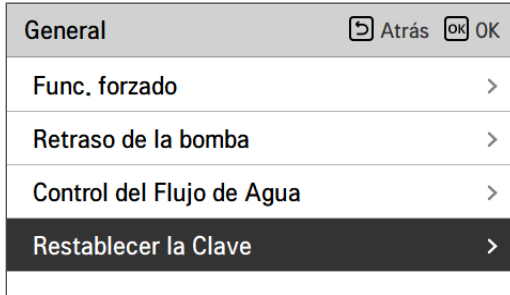 General Atrás OK OK
Func. forzado
Retraso de la bomba
Control del Flujo de Agua
Restablecer la Clave